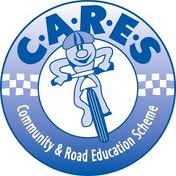 C·A·R·E·S
Community & Road Education Scheme